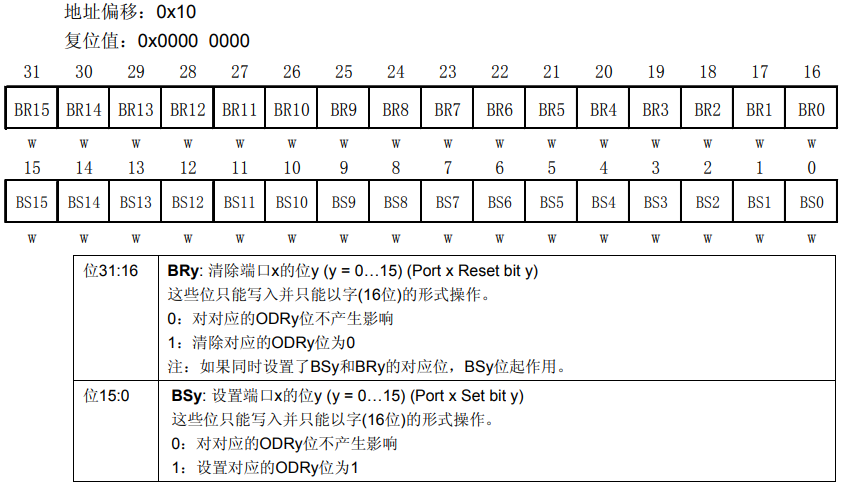 地址偏移：0x10
复位值：0x0000 0000
31 30 29 28 27 26 25 24 23 22 21 20 19 18 17 16
BR15 BR14 BR13 BR12 BR11 BR10 BR9 BR8 BR7 BR6 BR5 BR4 BR3 BR2 BR1 BR0
w w w w w w w w w w w w w w w w
15 14 13 12 11 10 9 8 7 6 5 4 3 2 1 0
BS15 BS14 BS13 BS12 BS11 BS10 BS9 BS8 BS7 BS6 BS5 BS4 BS3 BS2 BS1 BS0
w w w w w w w w w w w w w w w w
位31:16 BRy: 清除端口x的位y (y = 0…15) (Port x Reset bit y)
这些位只能写入并只能以字(16位)的形式操作。
0：对对应的ODRy位不产生影响
1：清除对应的ODRy位为0
注：如果同时设置了BSy和BRy的对应位，BSy位起作用。
位15:0 BSy: 设置端口x的位y (y = 0…15) (Port x Set bit y)
这些位只能写入并只能以字(16位)的形式操作。
0：对对应的ODRy位不产生影响
1：设置对应的ODRy位为1